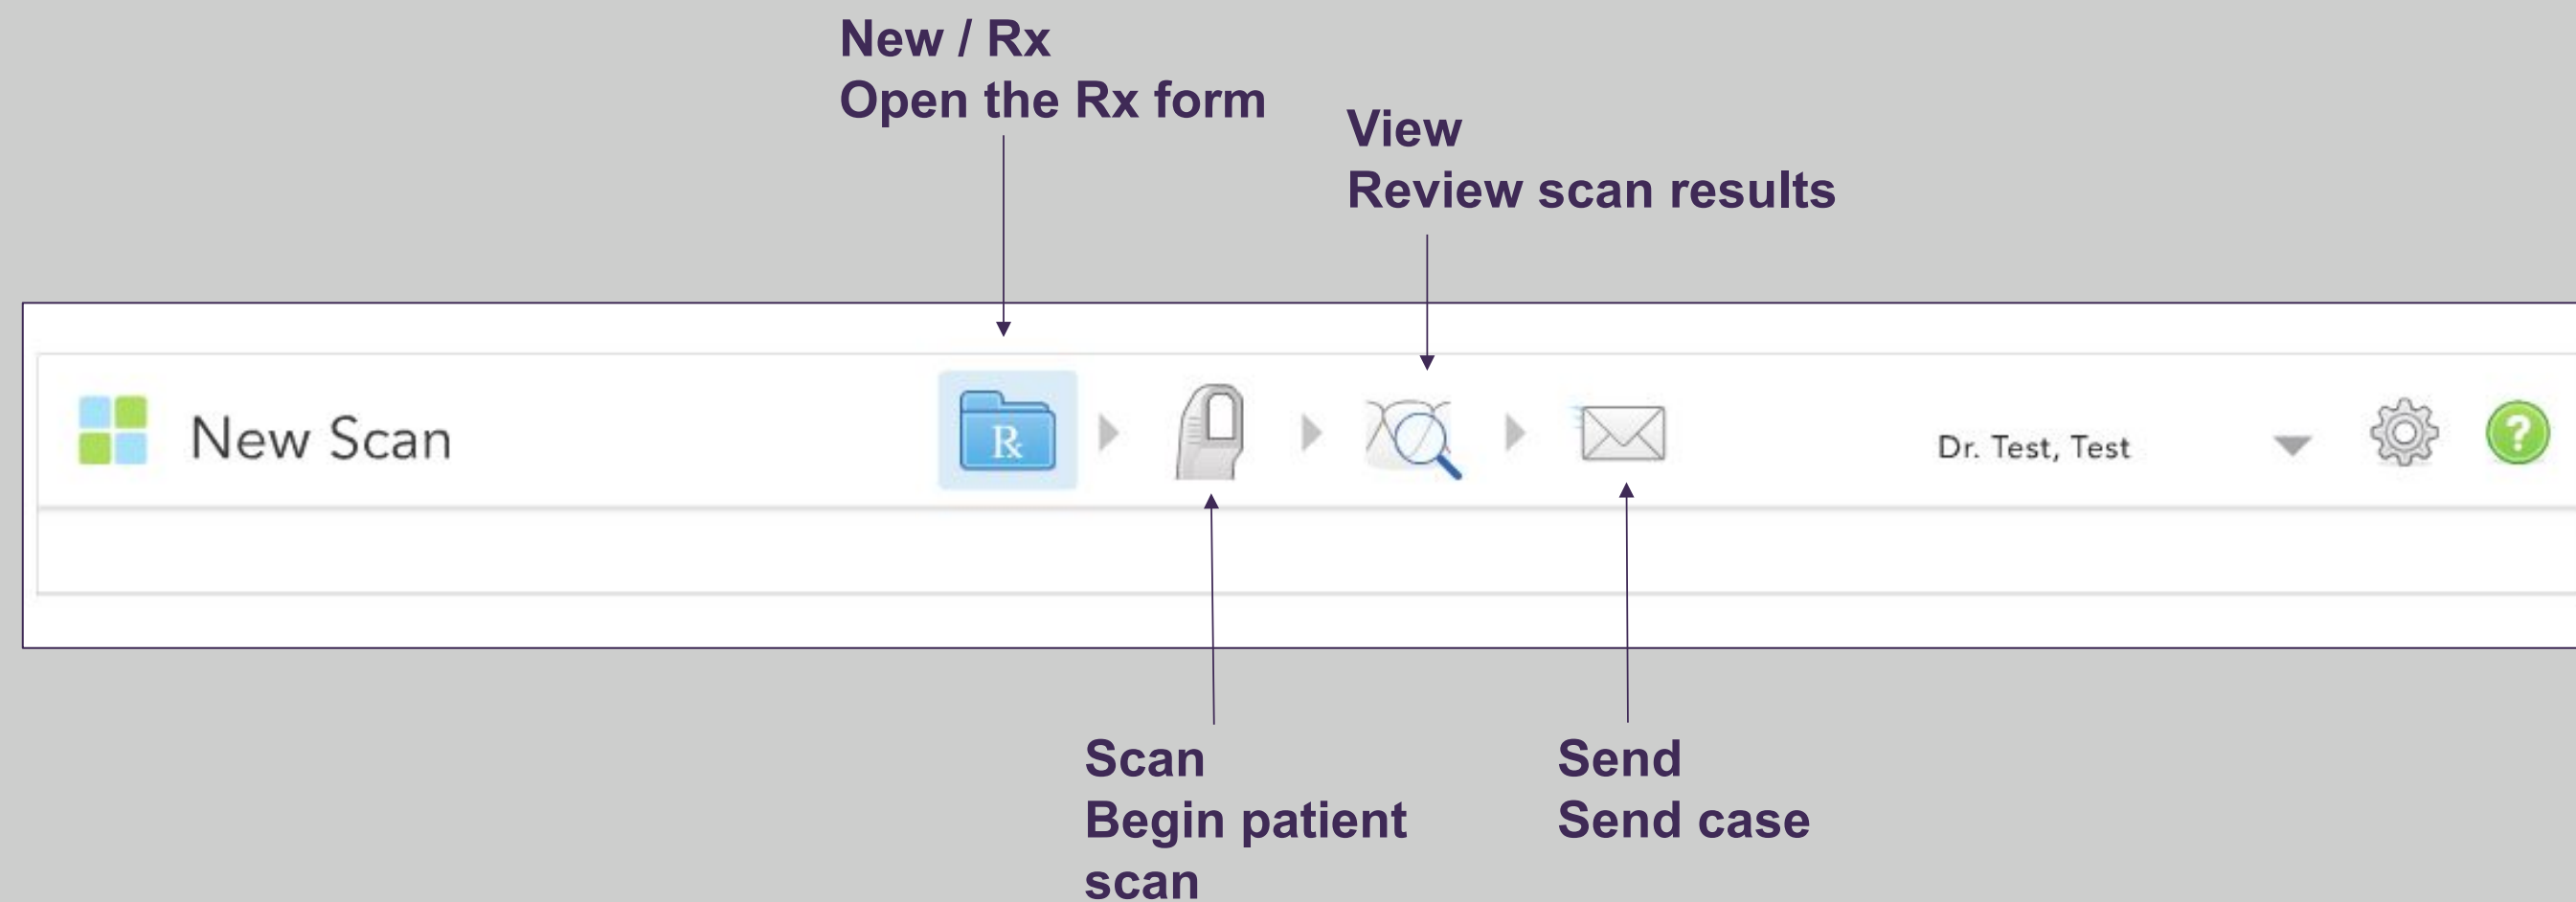 New / Rx
Open the Rx form
View
Review scan results
New Scan
R
Dr. Test, Test
?
Scan
Begin patient
scan
Send
Send case